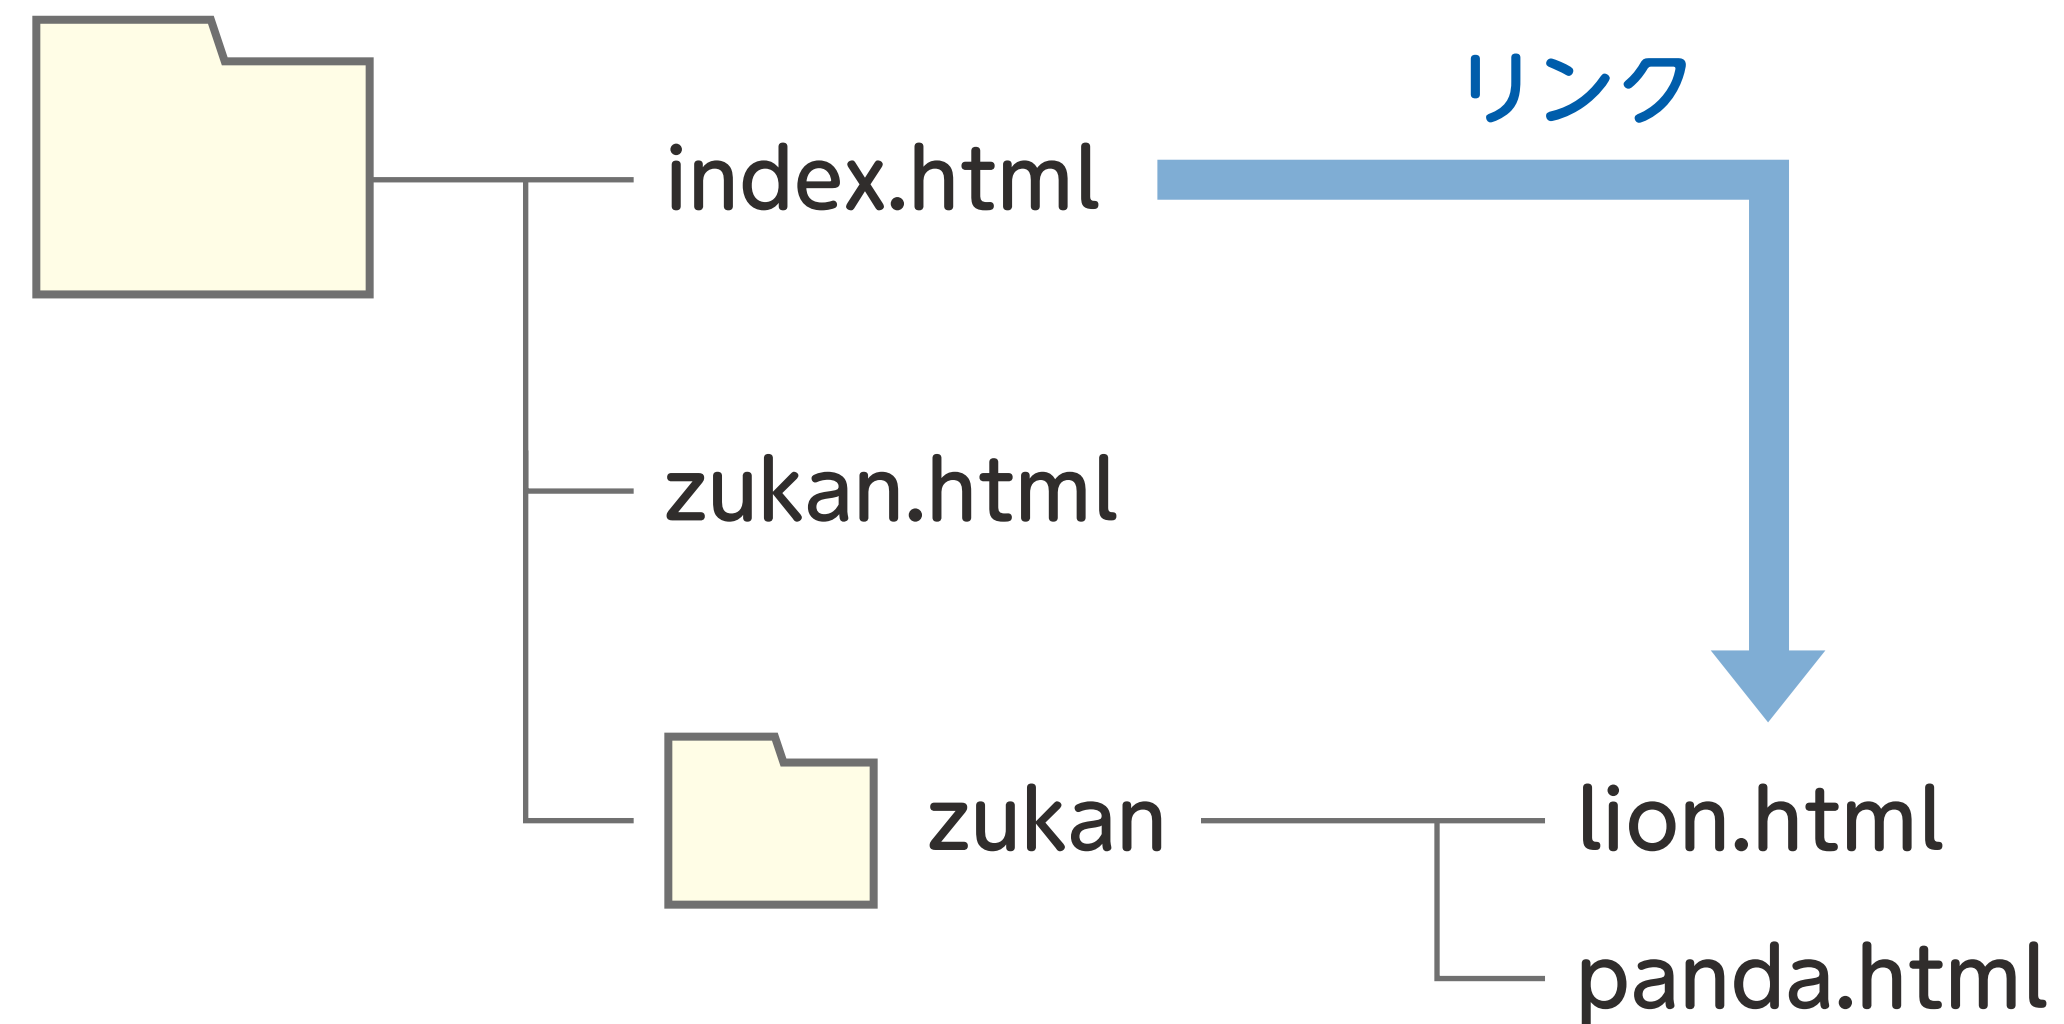 リンク
index.html
zukan.html
zukan
lion.html
panda.html